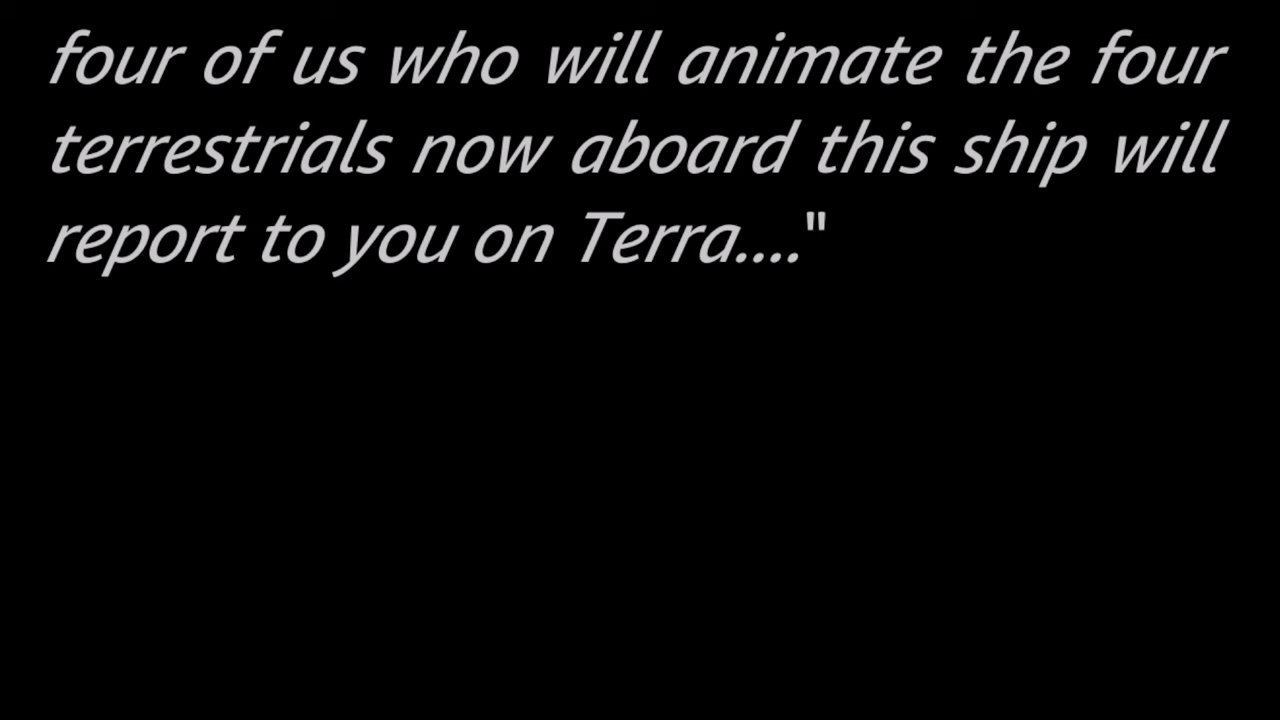 four of us who will animate the four
terrestrials now aboard this ship will
report to you on Terra...."